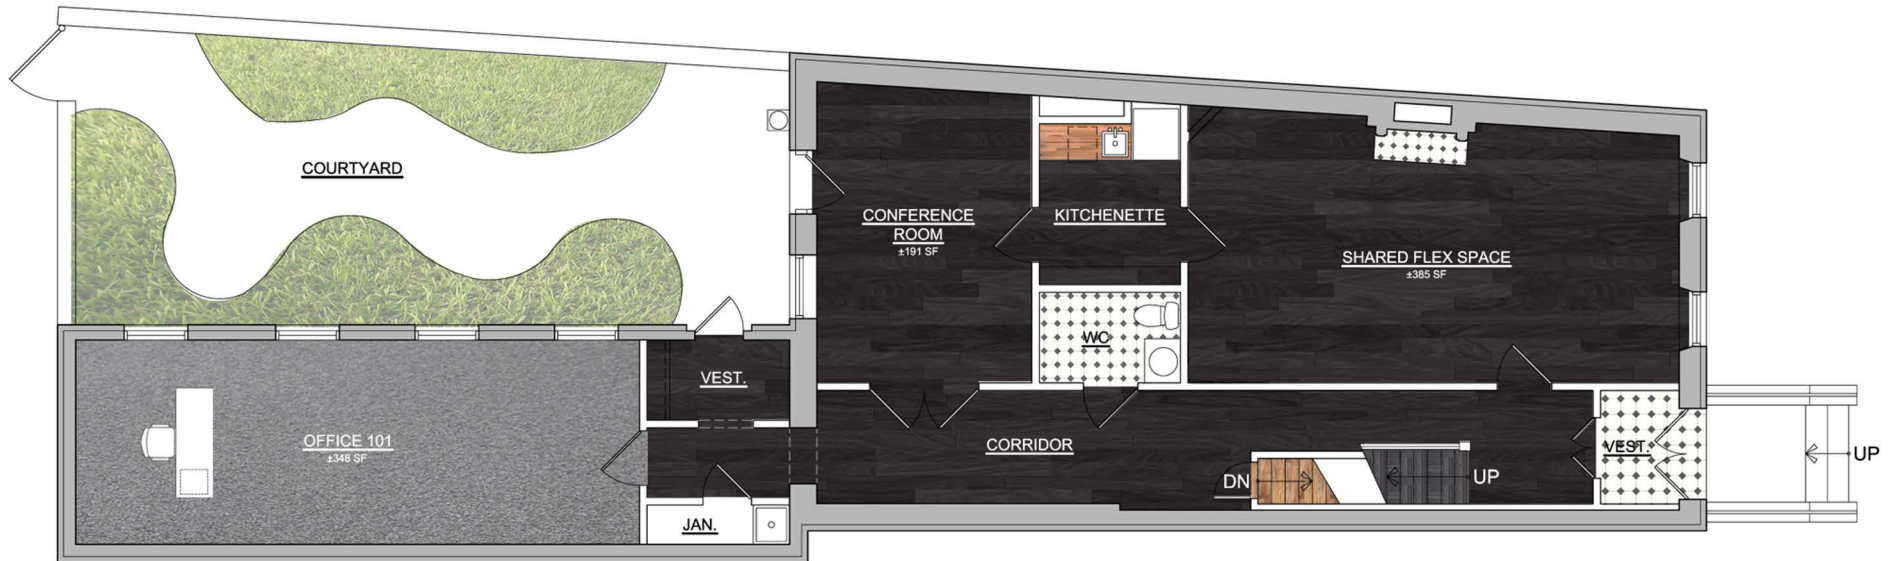 COURTYARD
CONFERENCE
ROOM
±191 SF
KITCHENETTE
SHARED FLEX SPACE
±385 SF
WC
VEST.
OFFICE 101
±348 SF
CORRIDOR
VEST.
UP
DN
UP
JAN.